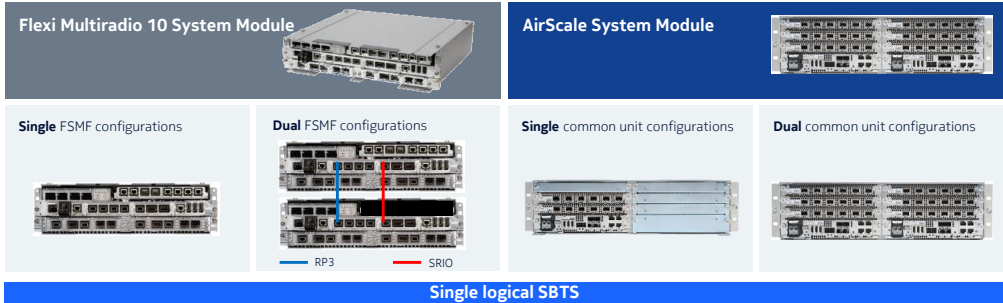 Flexi Multiradio 10 System Module
AirScale System Module
Single FSMF configurations
Dual FSMF configurations
Single common unit configurations
Dual common unit configurations
RP3
SRIO
Single logical SBTS